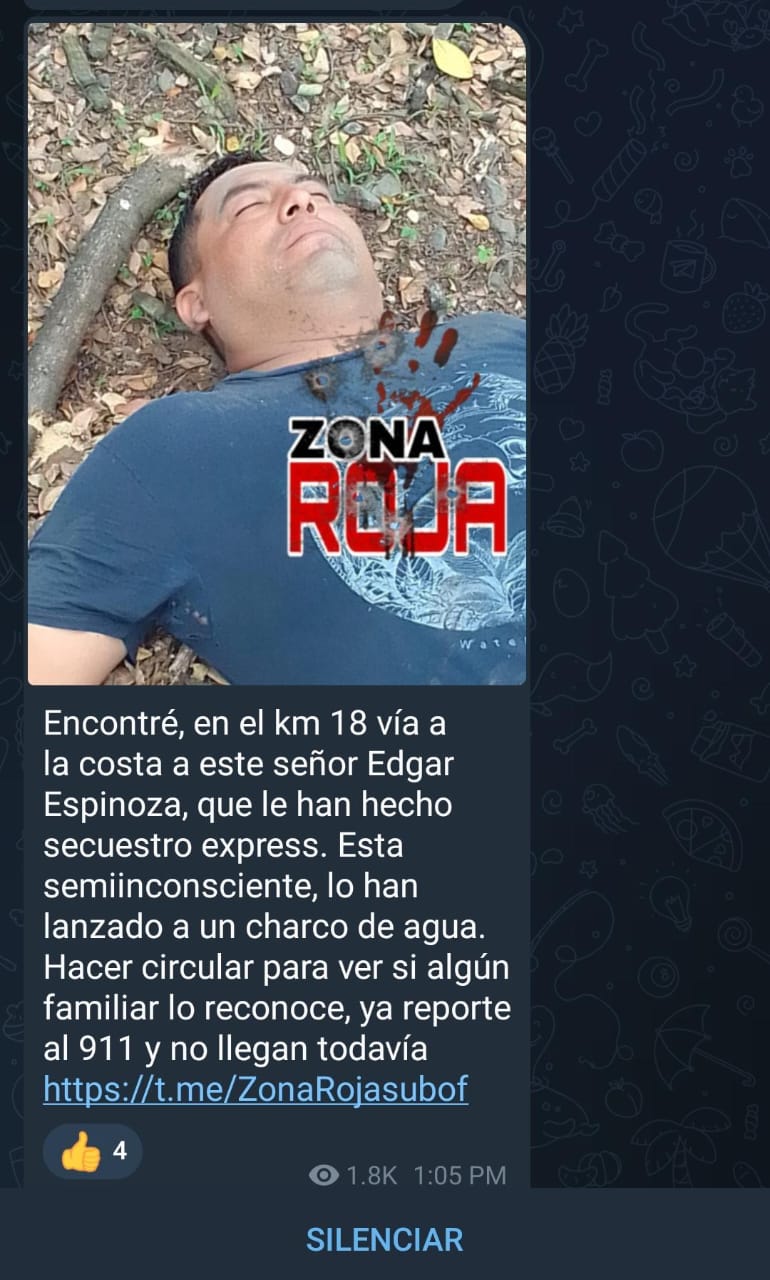 ZONA
ROJA
Wate
Encontré, en el km 18 vía a
la costa a este señor Edgar
Espinoza, que le han hecho
secuestro express. Esta
semiinconsciente, lo han
lanzado a un charco de agua.
Hacer circular para ver si algún
familiar lo reconoce, ya reporte
al 911 y no llegan todavía
https://t.me/ZonaRojasubof
4
1.8K 1:05 PM
SILENCIAR